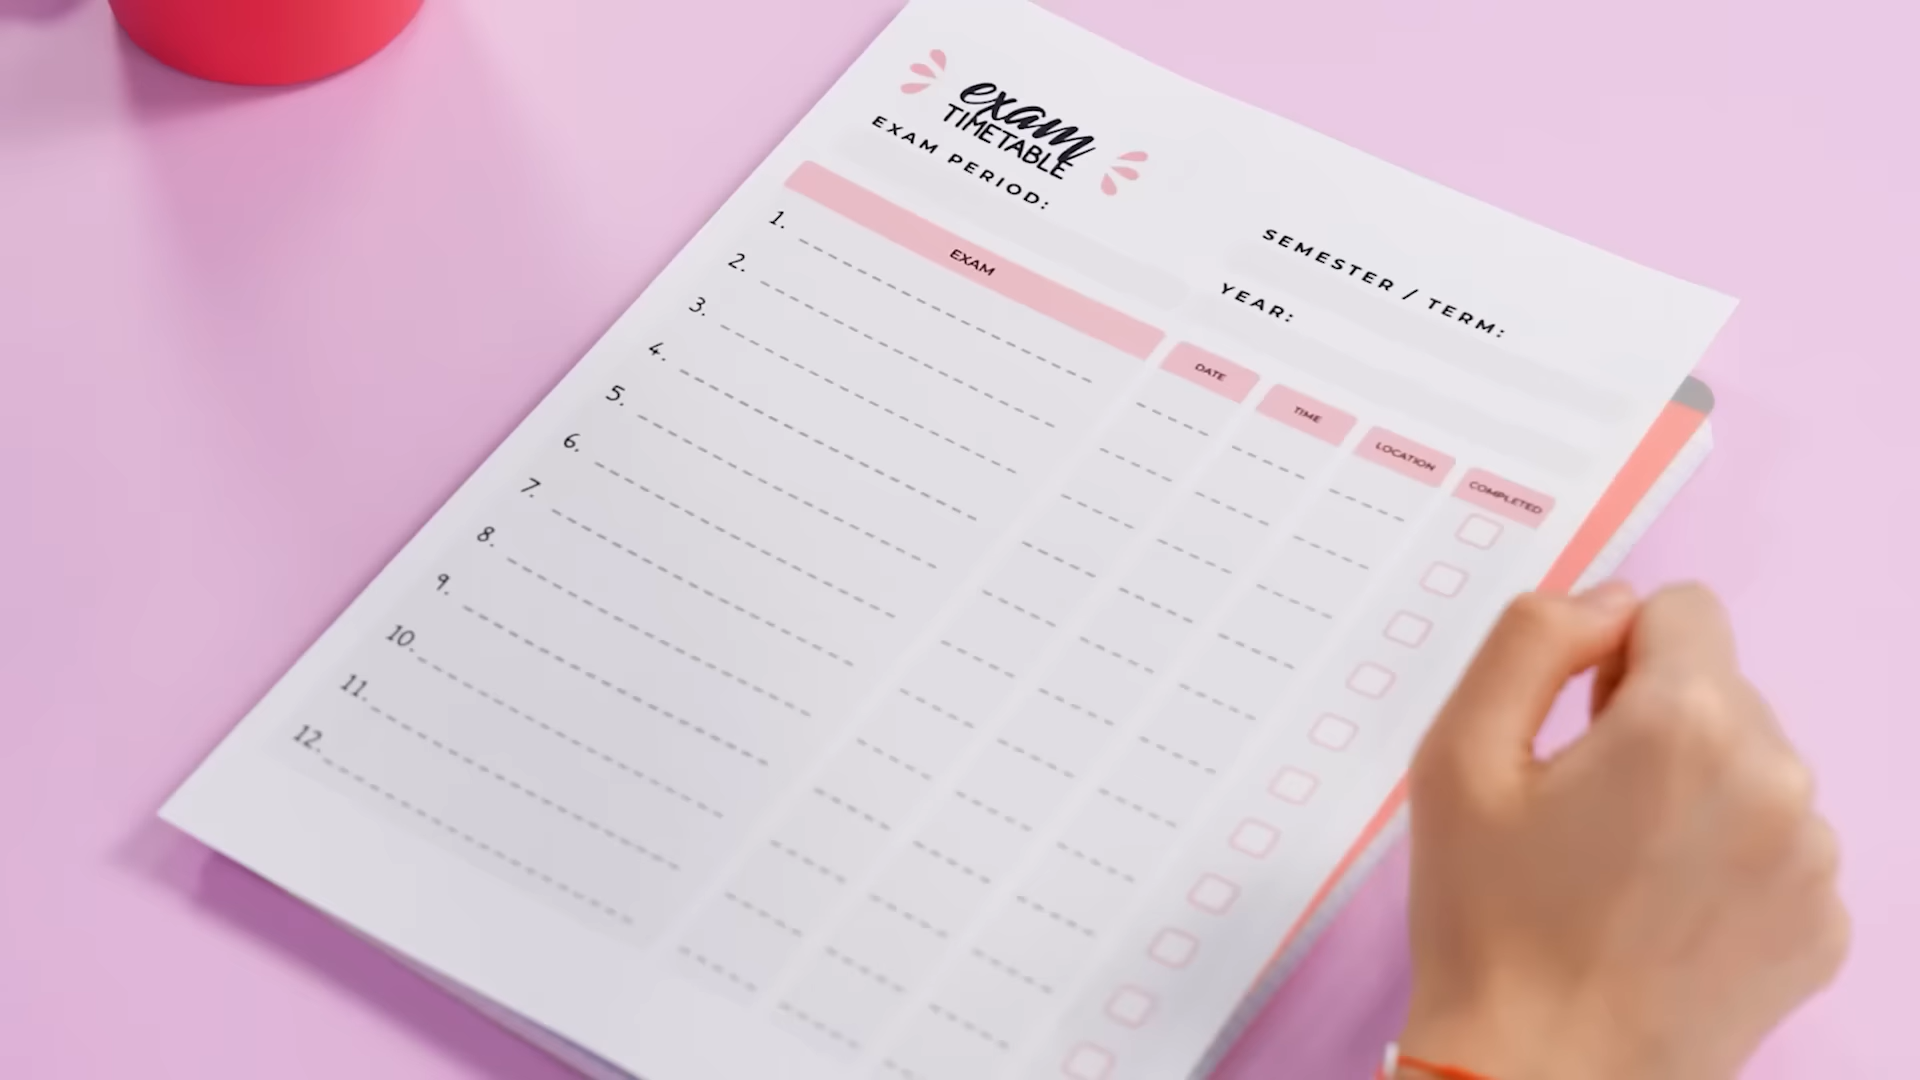 exam
TIMETABLE
EXAM PERIOD:
SEMESTER / TERM:
YEAR:
EXAM
DATE
TIME
LOCATION
COMPLETED
1.
2.
3.
4.
5.
6.
7.
8.
9.
10.
11.
12.